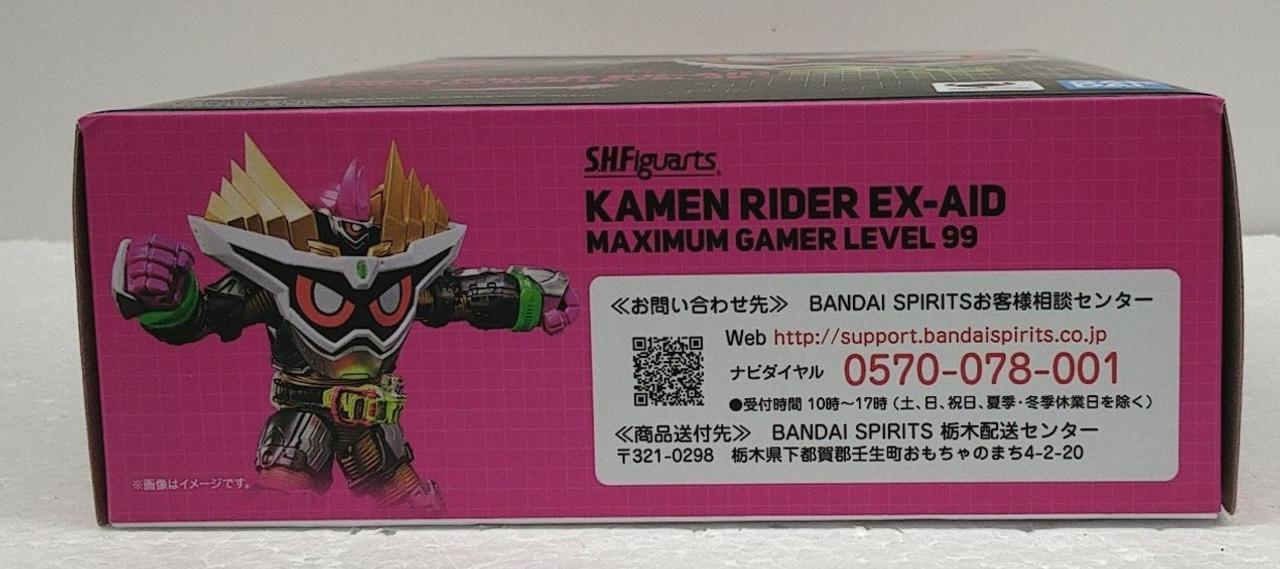 S.H.Figuarts
KAMEN RIDER EX-AID
MAXIMUM GAMER LEVEL 99
≪お問い合わせ先≫ BANDAI SPIRITSお客様相談センター
Web http://support.bandaispirits.co.jp
ナビダイヤル 0570-078-001
●受付時間 10時～17時（土、日、祝日、夏季・冬季休業日を除く）
≪商品送付先≫ BANDAI SPIRITS 栃木配送センター
〒321-0298 栃木県下都賀郡壬生町おもちゃのまち4-2-20
※画像はイメージです。